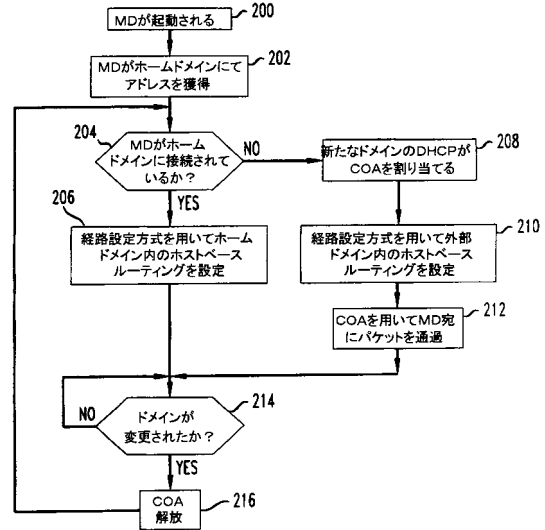 MDが起動される
200
MDがホームドメインにて
アドレスを獲得
202
204
MDがホーム
ドメインに接続されて
いるか?
NO
YES
新たなドメインのDHCPが
COAを割り当てる
208
206
経路設定方式を用いてホーム
ドメイン内のホストベース
ルーティングを設定
経路設定方式を用いて外部
ドメイン内のホストベース
ルーティングを設定
210
COAを用いてMD宛
にパケットを通過
212
NO
ドメインが
変更されたか?
214
YES
COA
解放
216